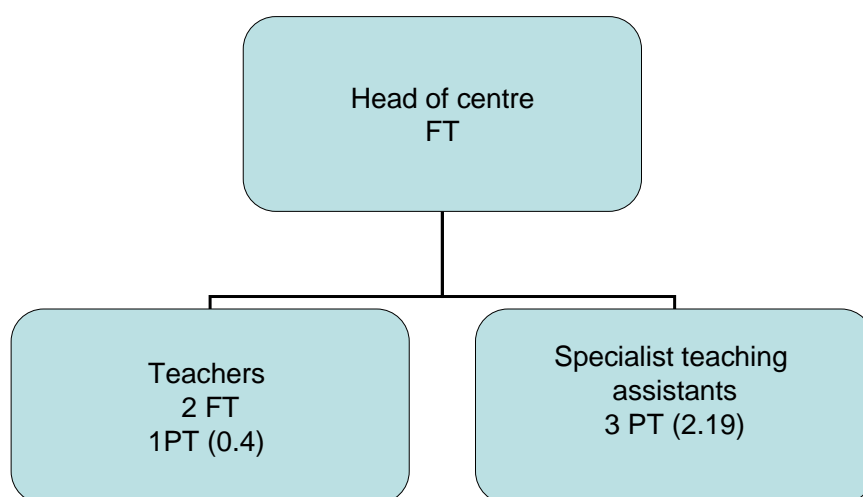 Head of centre
FT
Teachers
2 FT
1PT (0.4)
Specialist teaching
assistants
3 PT (2.19)